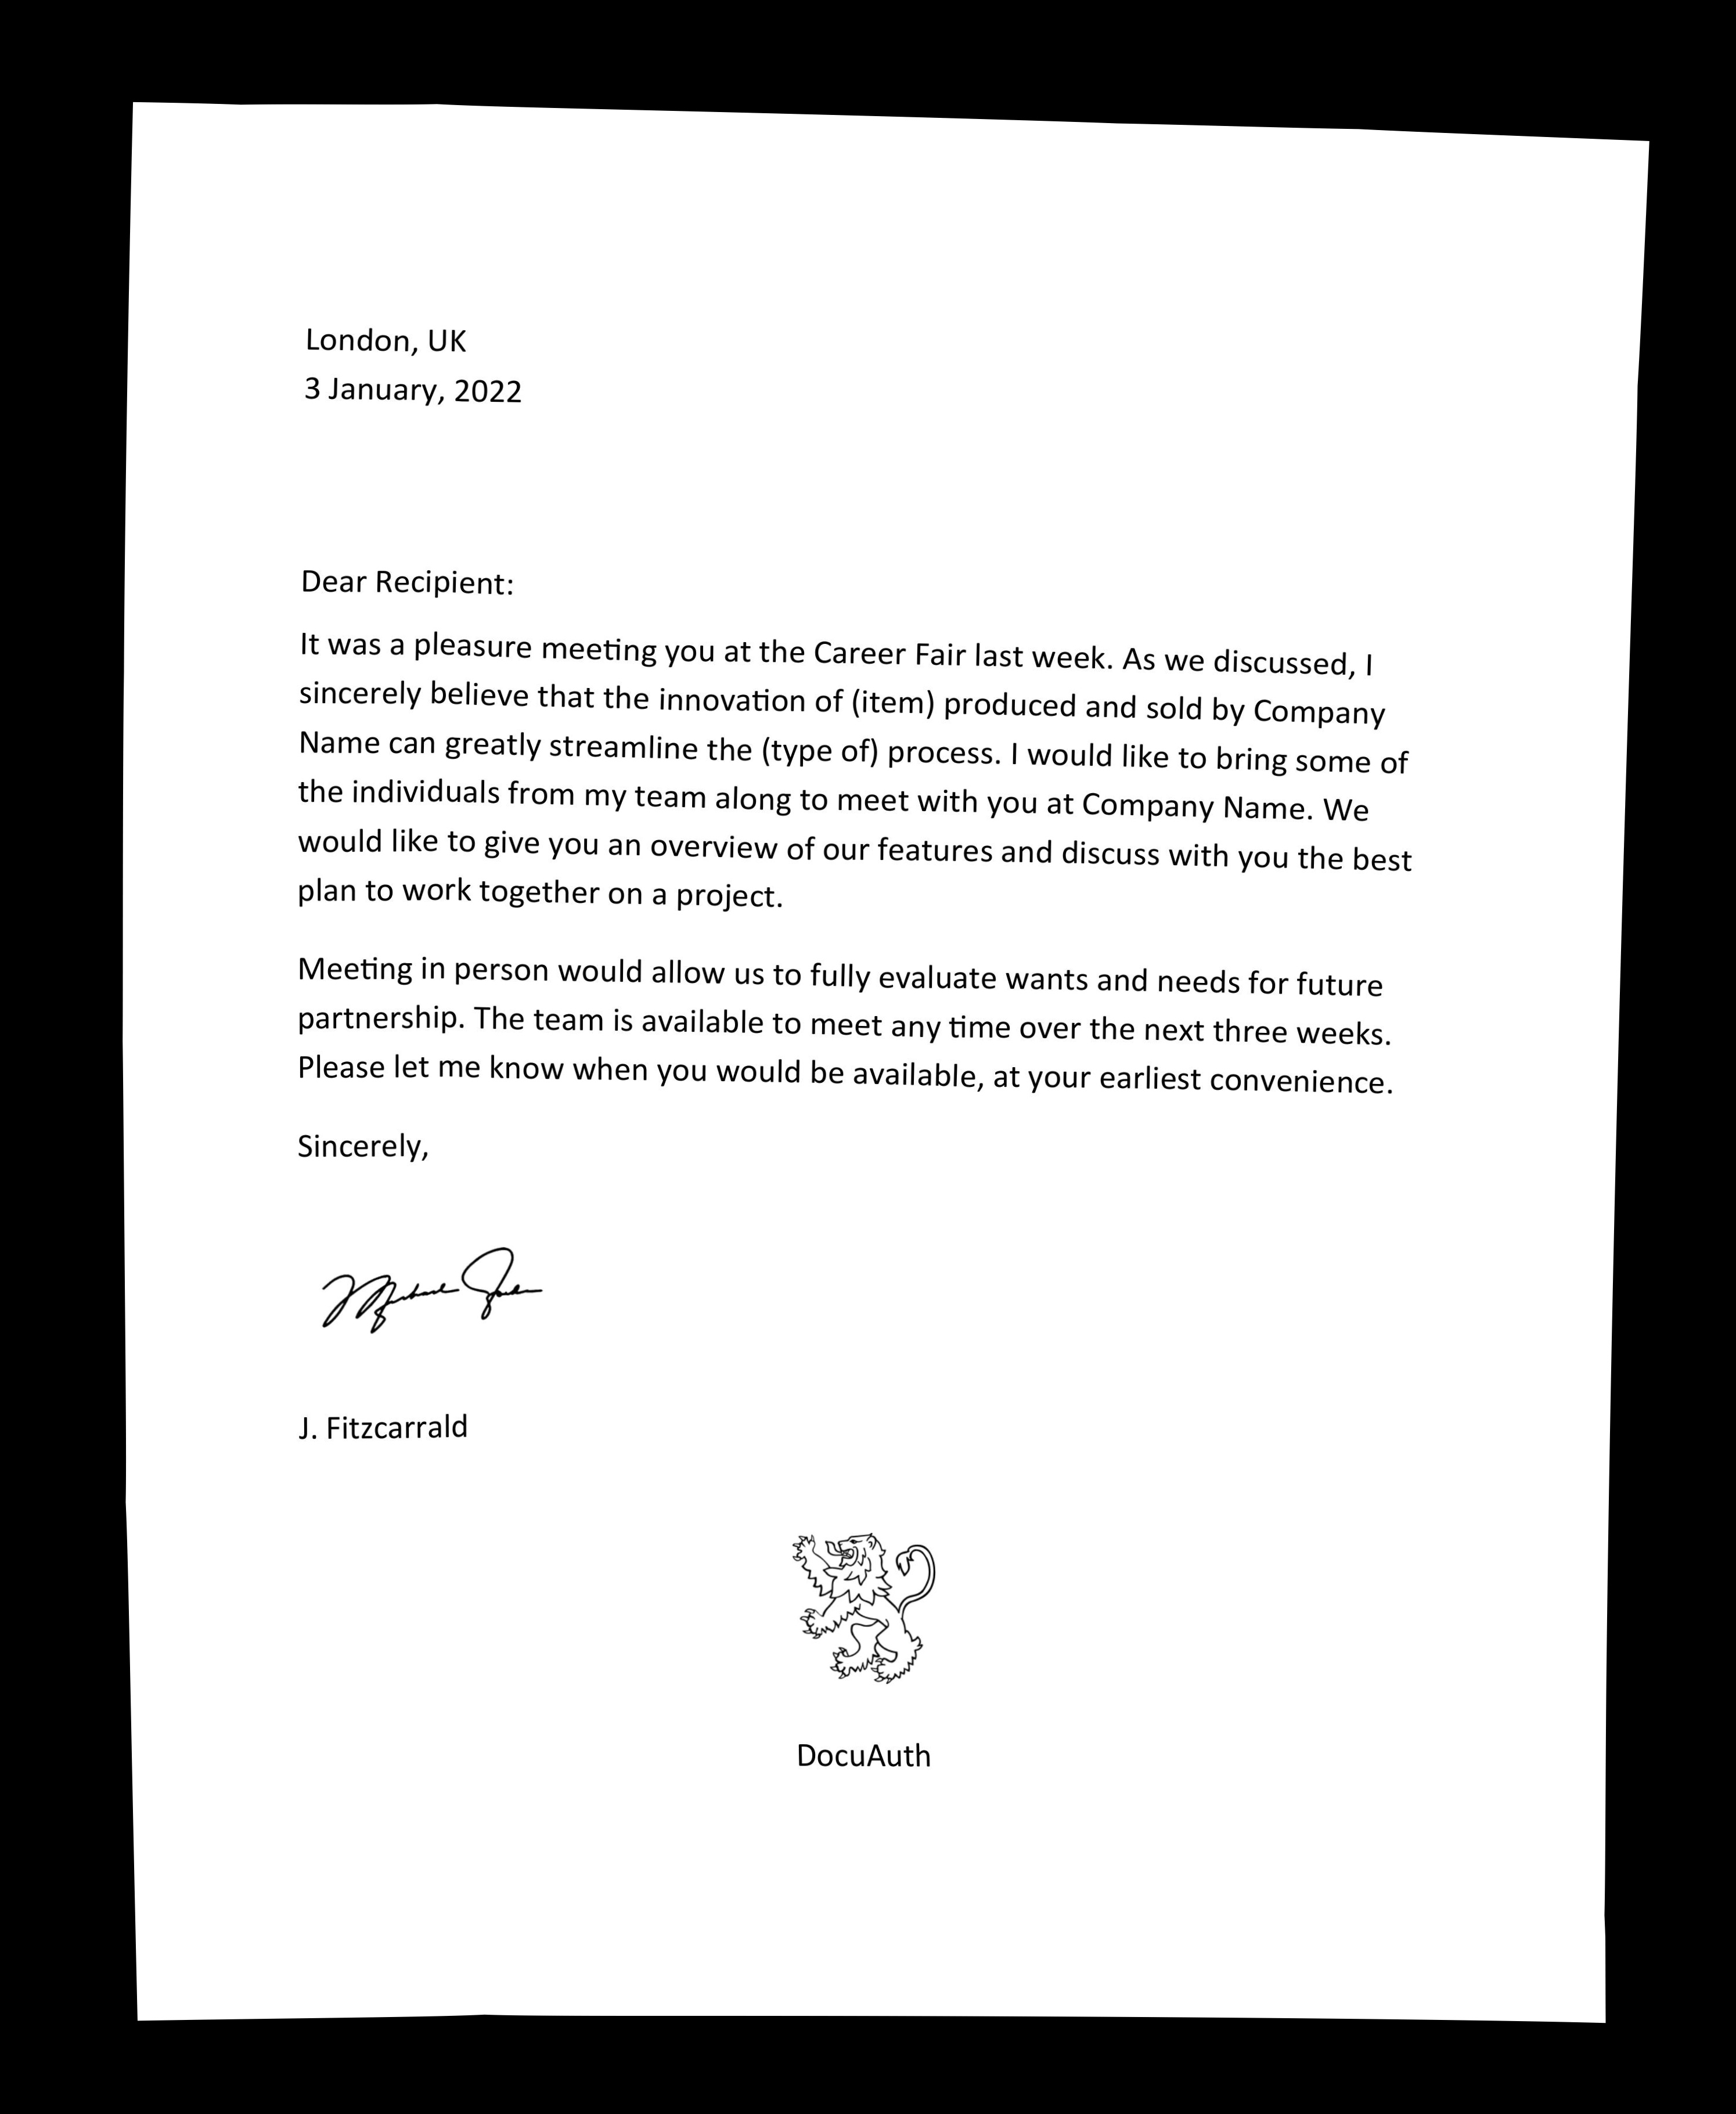 London, UK
3 January, 2022
Dear Recipient:
It was a pleasure meeting you at the Career Fair last week. As we discussed, I
sincerely believe that the innovation of (item) produced and sold by Company
Name can greatly streamline the (type of) process. I would like to bring some of
the individuals from my team along to meet with you at Company Name. We
would like to give you an overview of our features and discuss with you the best
plan to work together on a project.
Meeting in person would allow us to fully evaluate wants and needs for future
partnership. The team is available to meet any time over the next three weeks.
Please let me know when you would be available, at your earliest convenience.
Sincerely,
J. Fitzcarrald
DocuAuth